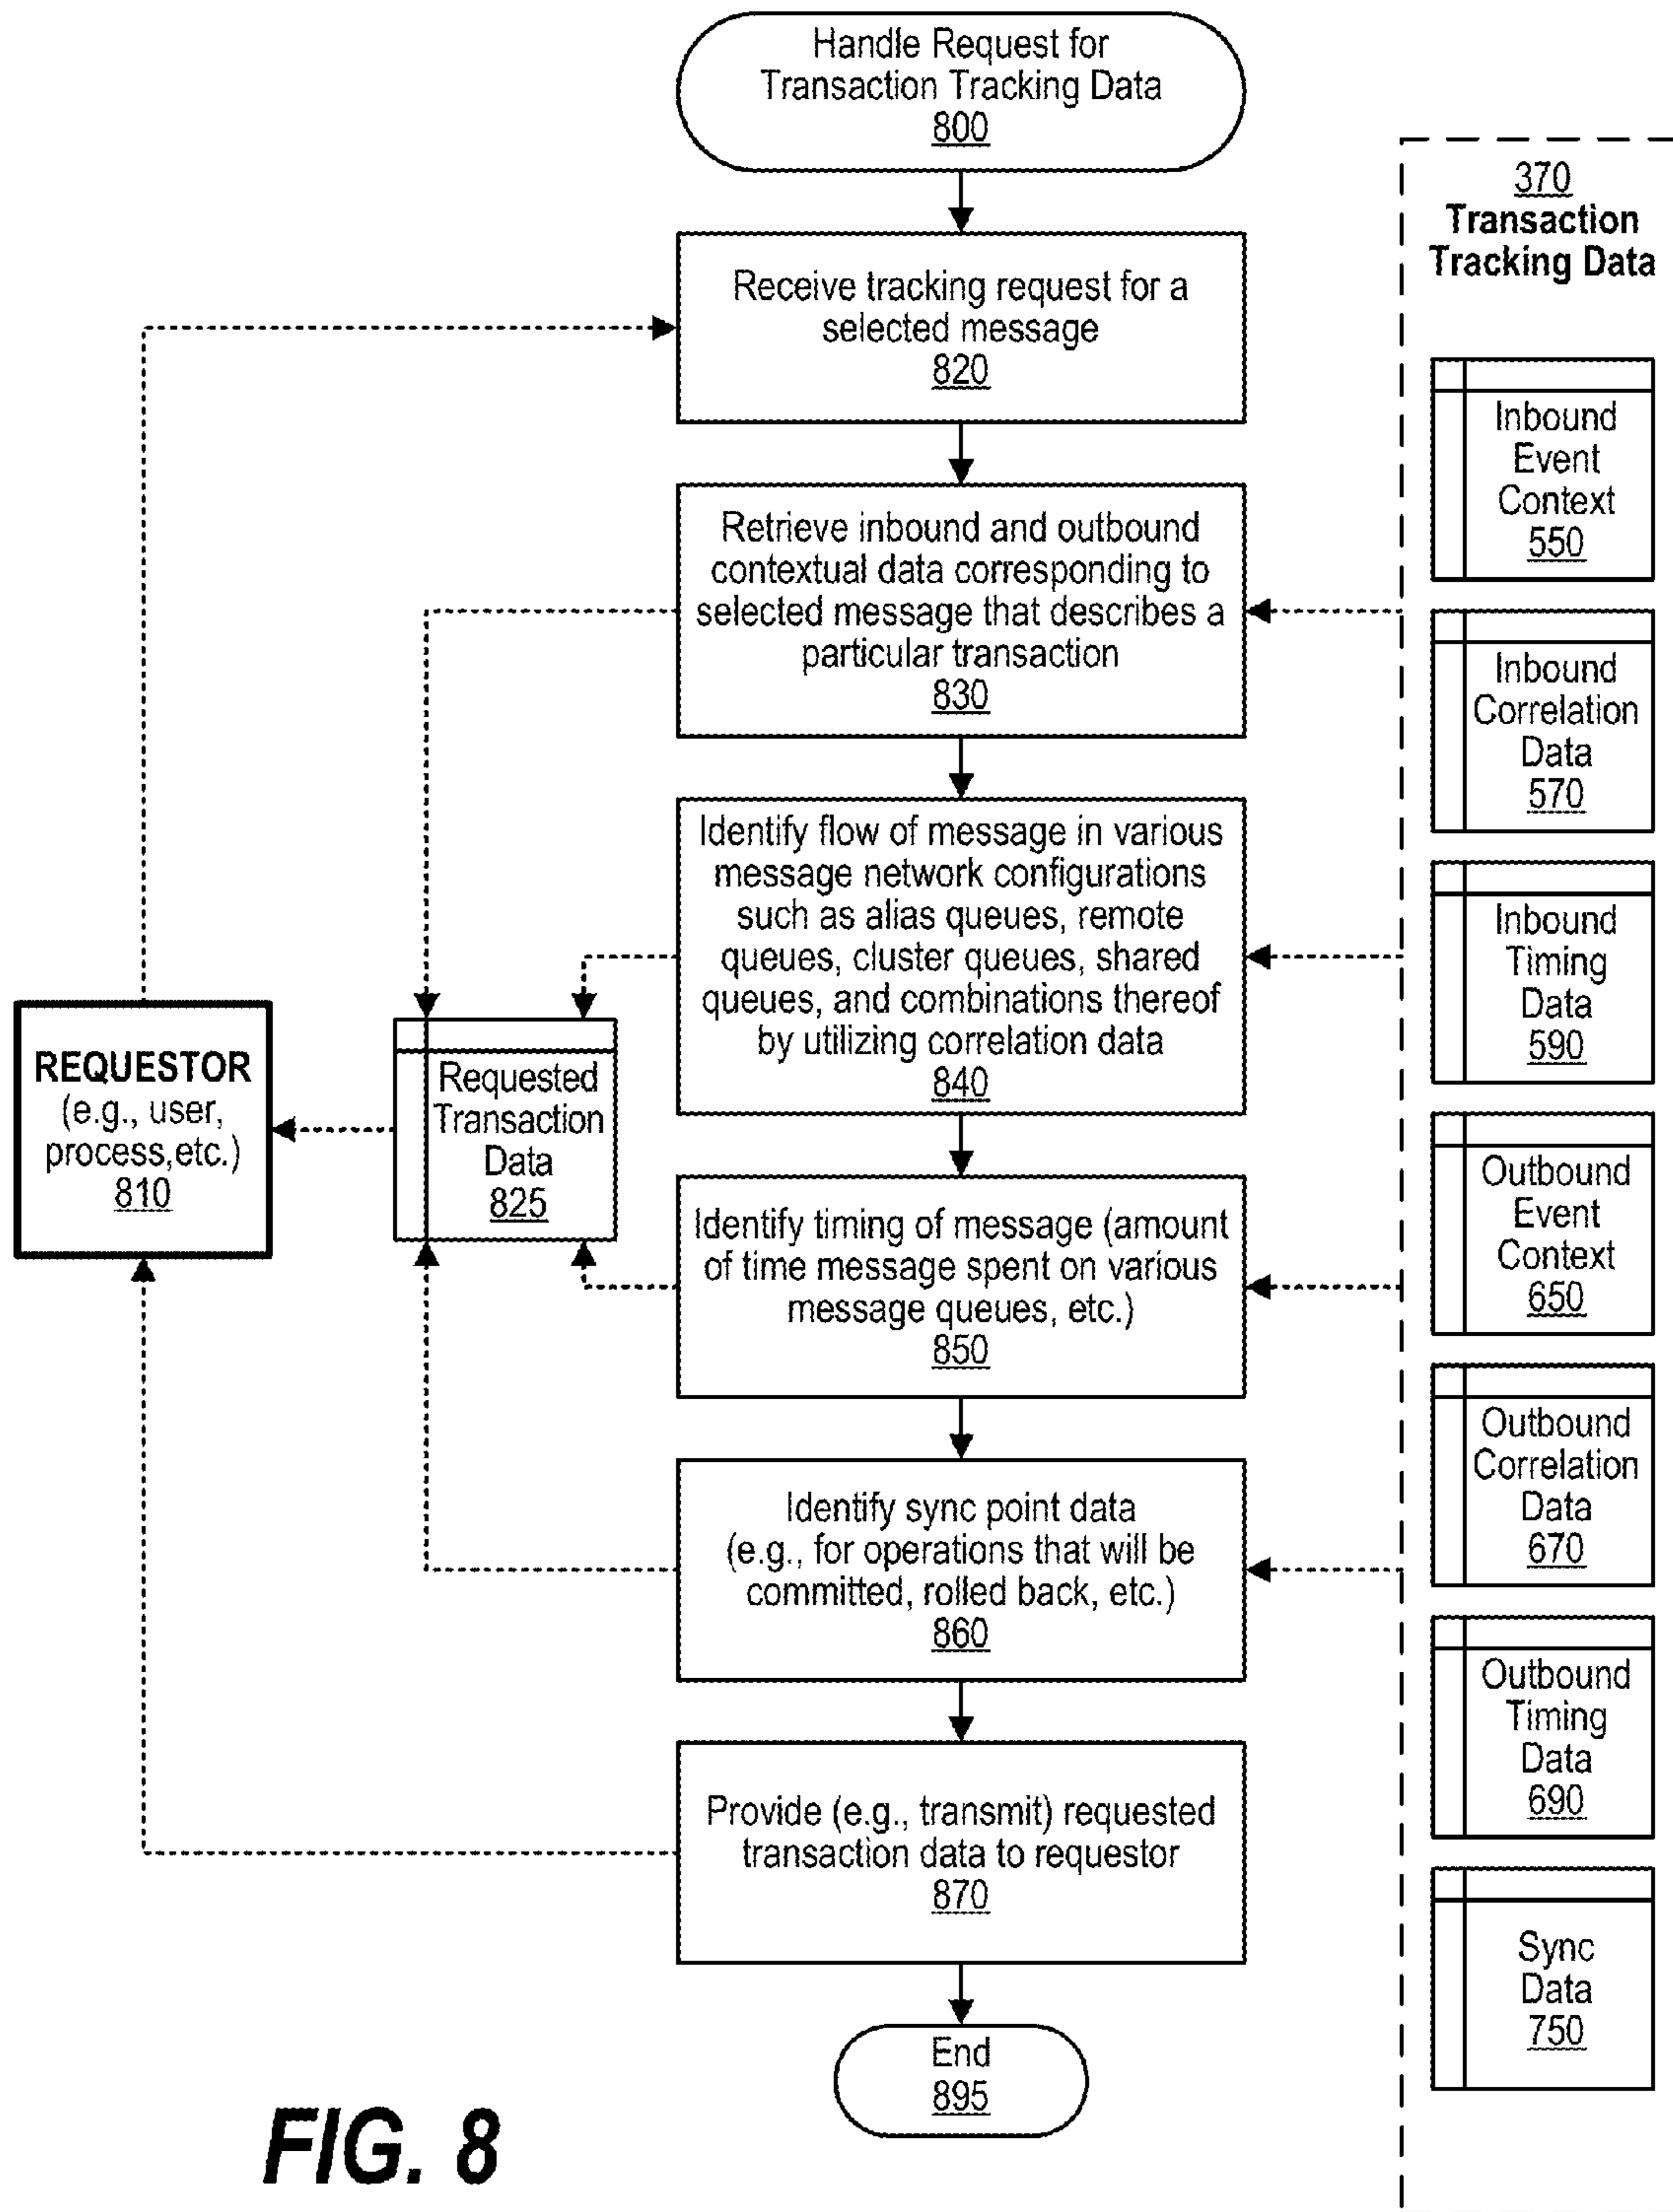 Handle Request for
Transaction Tracking Data
800
Receive tracking request for a
selected message
820
Retrieve inbound and outbound
contextual data corresponding to
selected message that describes a
particular transaction
830
Identify flow of message in various
message network configurations
such as alias queues, remote
queues, cluster queues, shared
queues, and combinations thereof
by utilizing correlation data
840
REQUESTOR
(e.g., user,
process,etc.)
810
Requested
Transaction
Data
825
Identify timing of message (amount
of time message spent on various
message queues, etc.)
850
Identify sync point data
(e.g., for operations that will be
committed, rolled back, etc.)
860
Provide (e.g., transmit) requested
transaction data to requestor
870
End
895
370
Transaction
Tracking Data
Inbound
Event
Context
550
Inbound
Correlation
Data
570
Inbound
Timing
Data
590
Outbound
Event
Context
650
Outbound
Correlation
Data
670
Outbound
Timing
Data
690
Sync
Data
750
FIG. 8